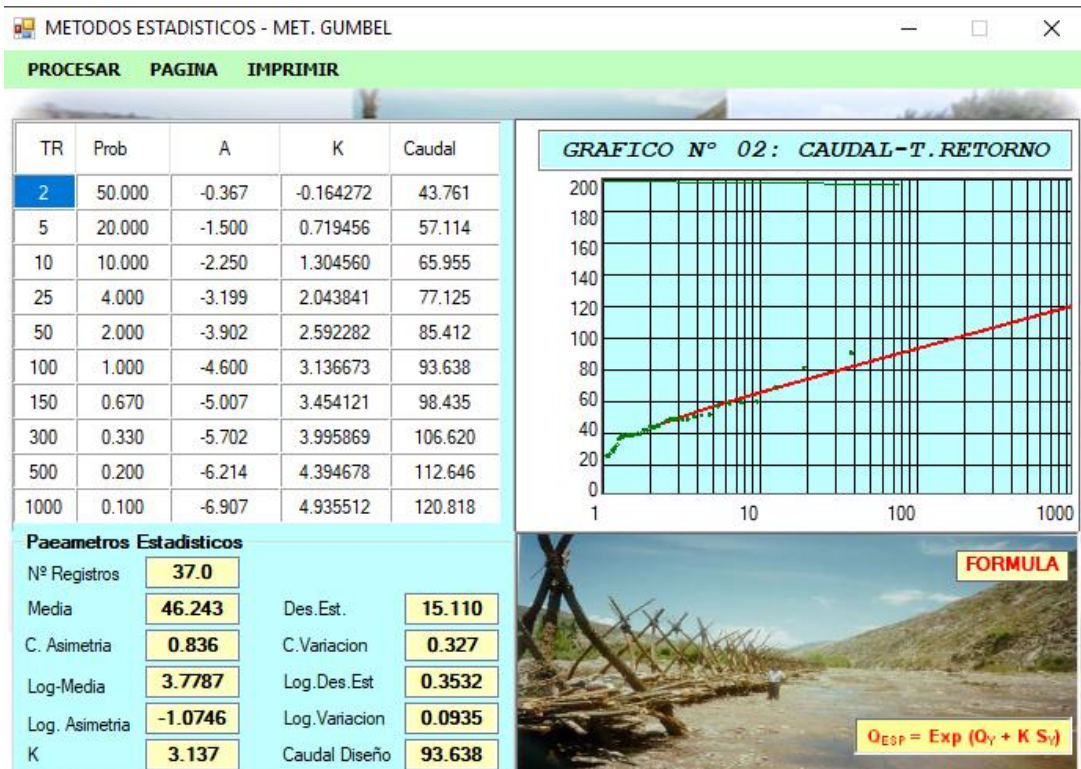 METODOS ESTADISTICOS - MET. GUMBEL
PROCESAR PAGINA IMPRIMIR
TR Prob A K Caudal
2 50.000 -0.367 -0.164272 43.761
5 20.000 -1.500 0.719456 57.114
10 10.000 -2.250 1.304560 65.955
25 4.000 -3.199 2.043841 77.125
50 2.000 -3.902 2.592282 85.412
100 1.000 -4.600 3.136673 93.638
150 0.670 -5.007 3.454121 98.435
300 0.330 -5.702 3.995869 106.620
500 0.200 -6.214 4.394678 112.646
1000 0.100 -6.907 4.935512 120.818
GRAFICO Nº 02: CAUDAL-T.RETORNO
200
180
160
140
120
100
80
60
40
20
0
1 10 100 1000
Paeametros Estadisticos
Nº Registros 37.0
Media 46.243 Des.Est. 15.110
C. Asimetria 0.836 C.Variacion 0.327
Log-Media 3.7787 Log.Des.Est 0.3532
Log. Asimetria -1.0746 Log.Variacion 0.0935
K 3.137 Caudal Diseño 93.638
FORMULA
Q_ESP = Exp (Q_Y + K S_Y)